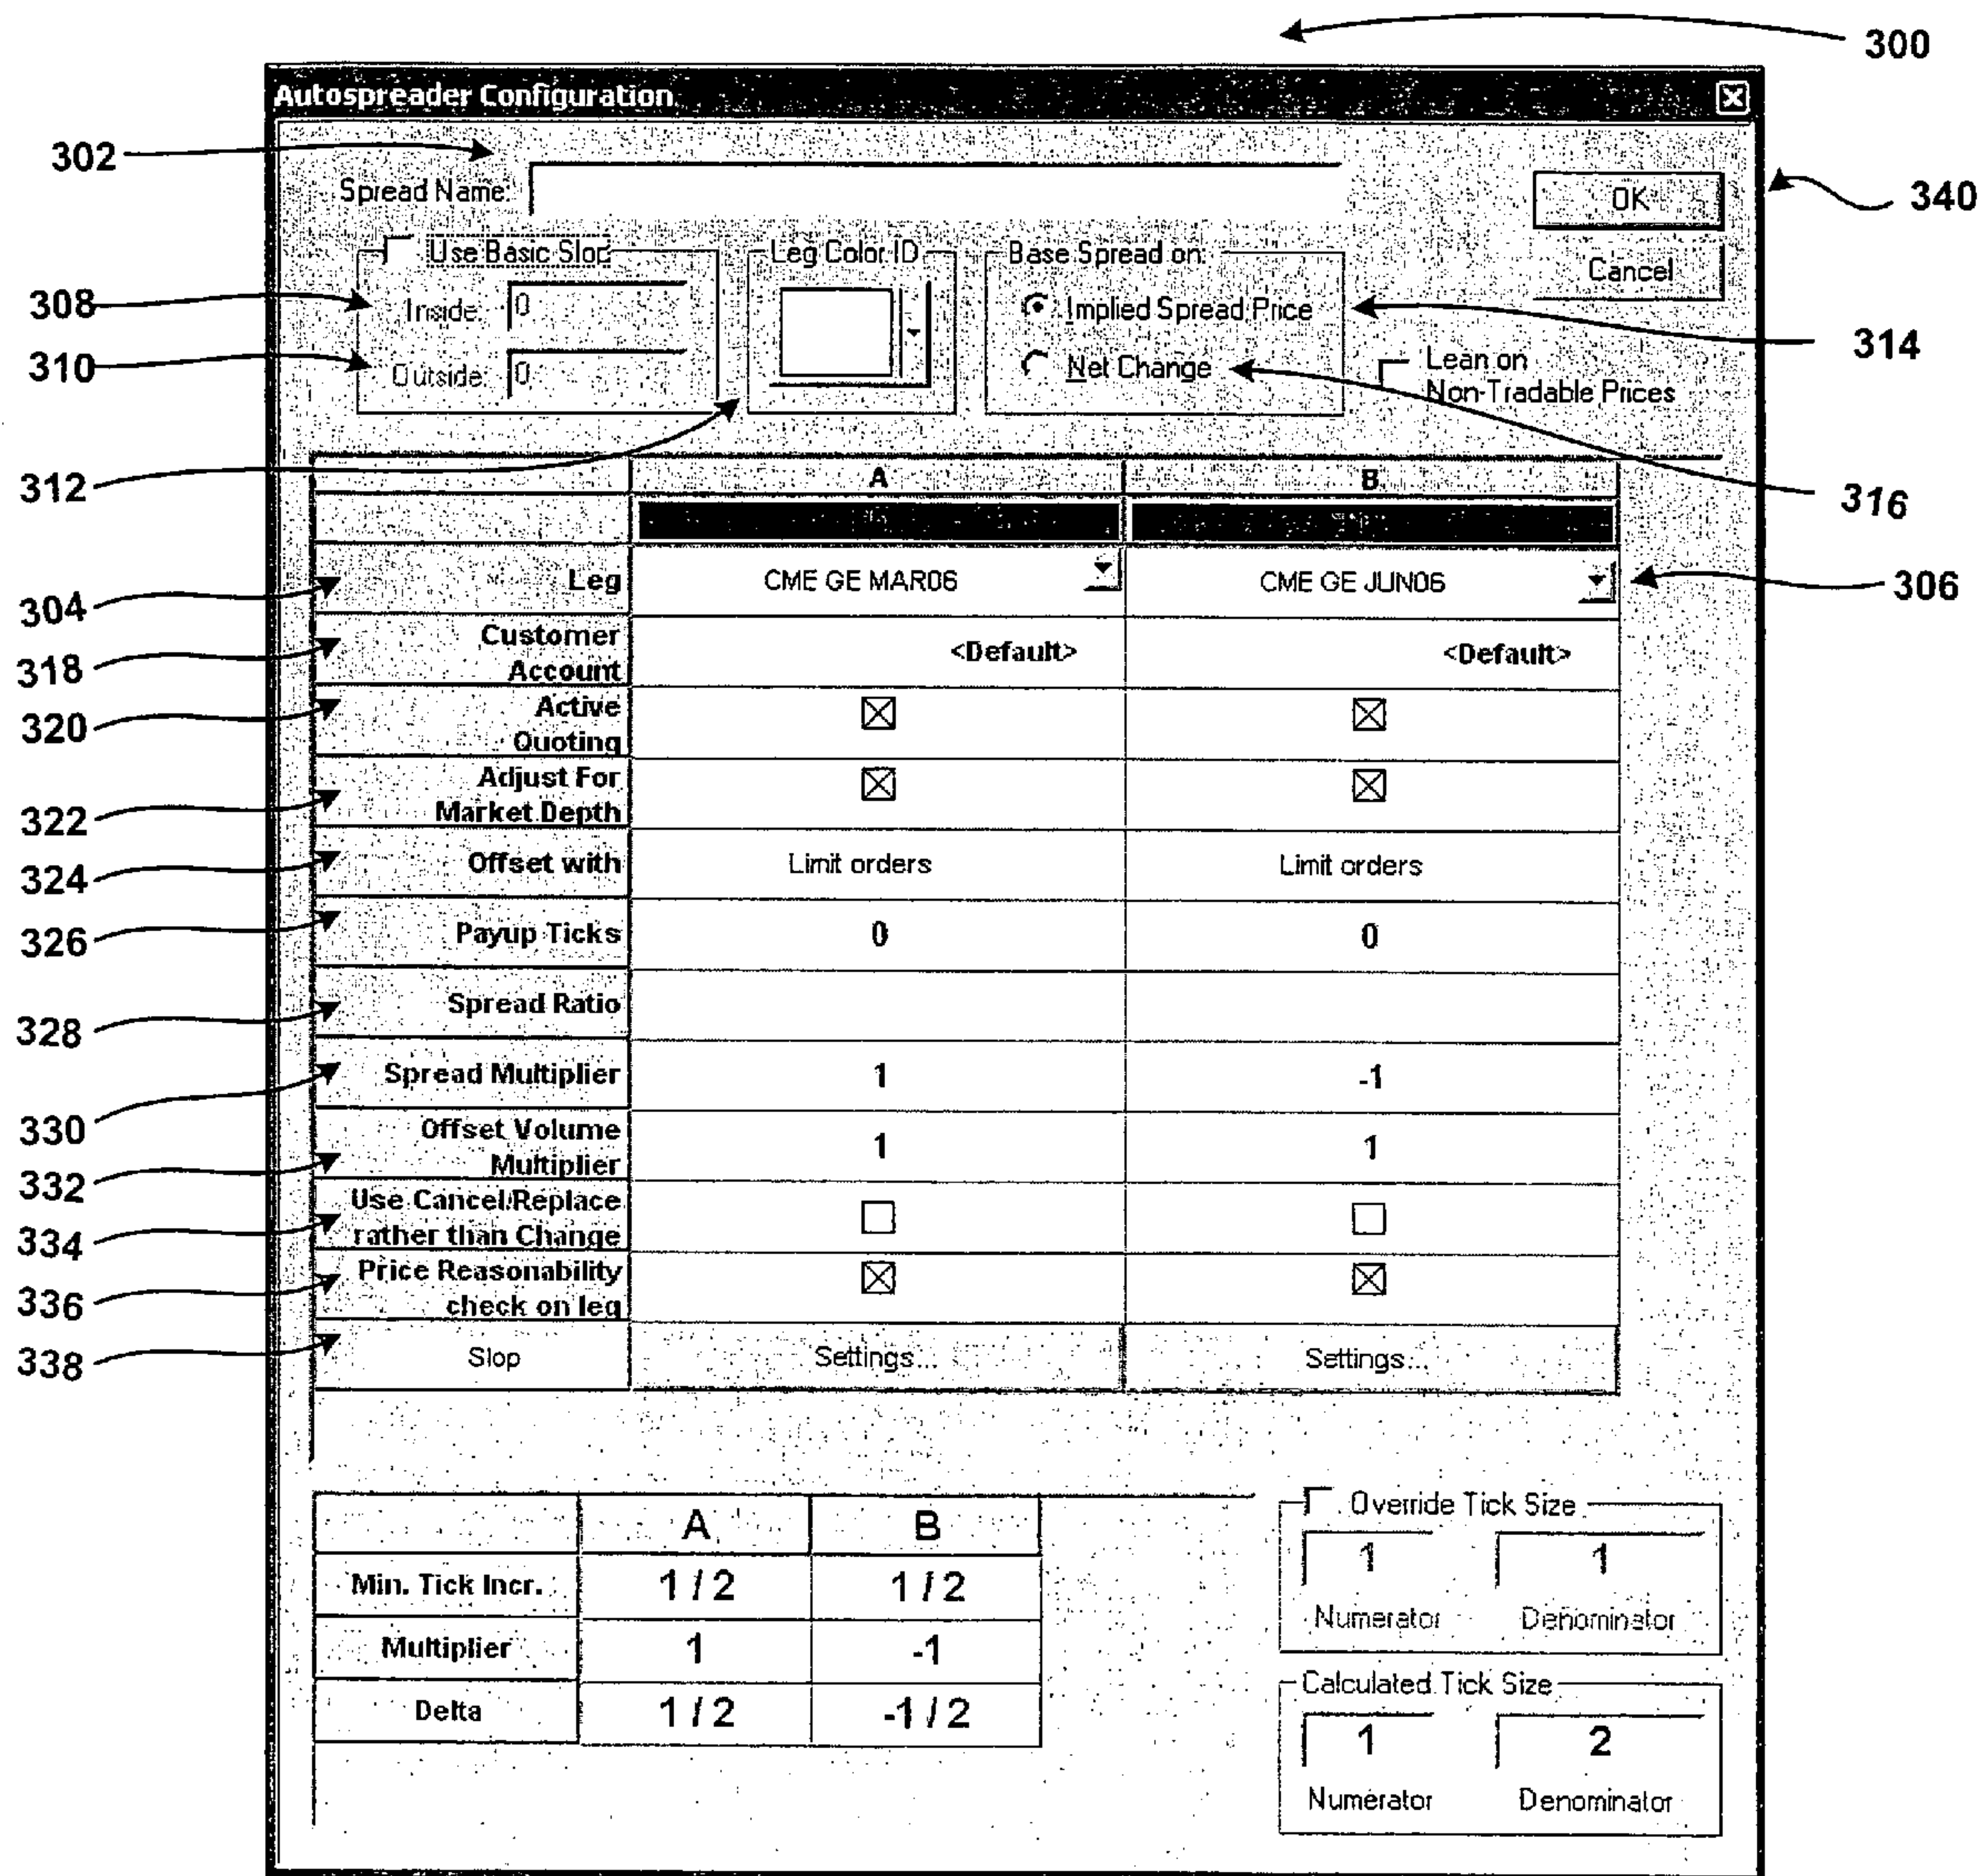 300
Autospreader Configuration
302
Spread Name:
OK
340
Use Basic Slop
Leg Color ID
Base Spread on:
Cancel
308
Inside: 0
Implied Spread Price
314
310
Outside: 0
Net Change
Lean on
Non-Tradable Prices
312
316
A B
304
Leg CME GE MAR06 CME GE JUN06
306
318
Customer
Account <Default> <Default>
320
Active
Quoting
322
Adjust For
Market Depth
324
Offset with Limit orders Limit orders
326
Payup Ticks 0 0
328
Spread Ratio
330
Spread Multiplier 1 -1
332
Offset Volume
Multiplier 1 1
334
Use Cancel/Replace
rather than Change
336
Price Reasonability
check on leg
338
Slop Settings... Settings...
A B
Min. Tick Incr. 1 / 2 1 / 2
Multiplier 1 -1
Delta 1 / 2 -1 / 2
Override Tick Size
1 1
Numerator Denominator
Calculated Tick Size
1 2
Numerator Denominator